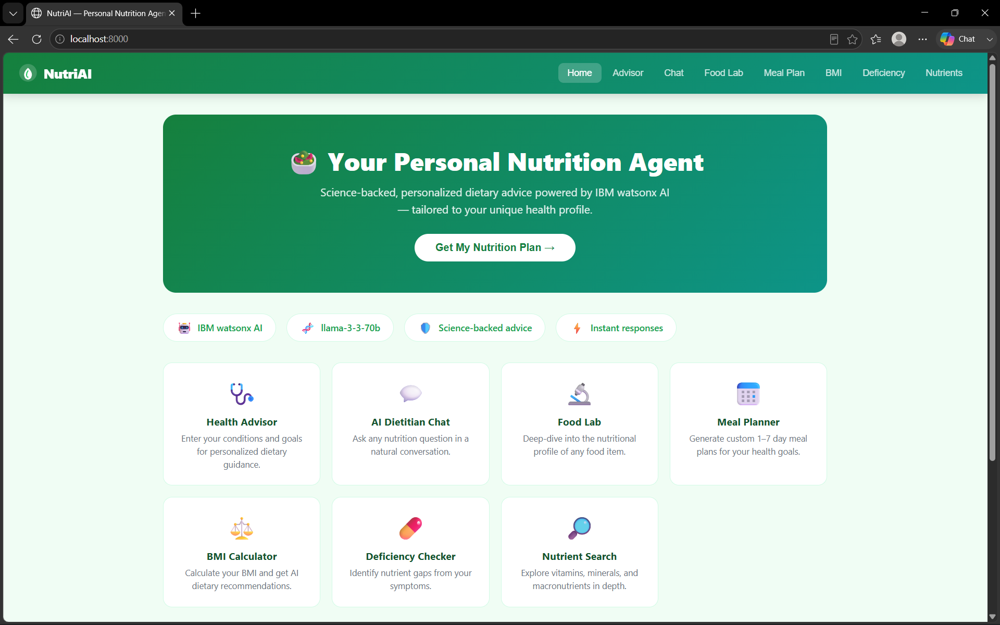 NutriAI — Personal Nutrition Agen
localhost:8000
Chat
NutriAI
Home
Advisor
Chat
Food Lab
Meal Plan
BMI
Deficiency
Nutrients
Your Personal Nutrition Agent
Science-backed, personalized dietary advice powered by IBM watsonx AI
— tailored to your unique health profile.
Get My Nutrition Plan →
IBM watsonx AI
llama-3-3-70b
Science-backed advice
Instant responses
Health Advisor
Enter your conditions and goals
for personalized dietary
guidance.
AI Dietitian Chat
Ask any nutrition question in a
natural conversation.
Food Lab
Deep-dive into the nutritional
profile of any food item.
Meal Planner
Generate custom 1–7 day meal
plans for your health goals.
BMI Calculator
Calculate your BMI and get AI
dietary recommendations.
Deficiency Checker
Identify nutrient gaps from your
symptoms.
Nutrient Search
Explore vitamins, minerals, and
macronutrients in depth.